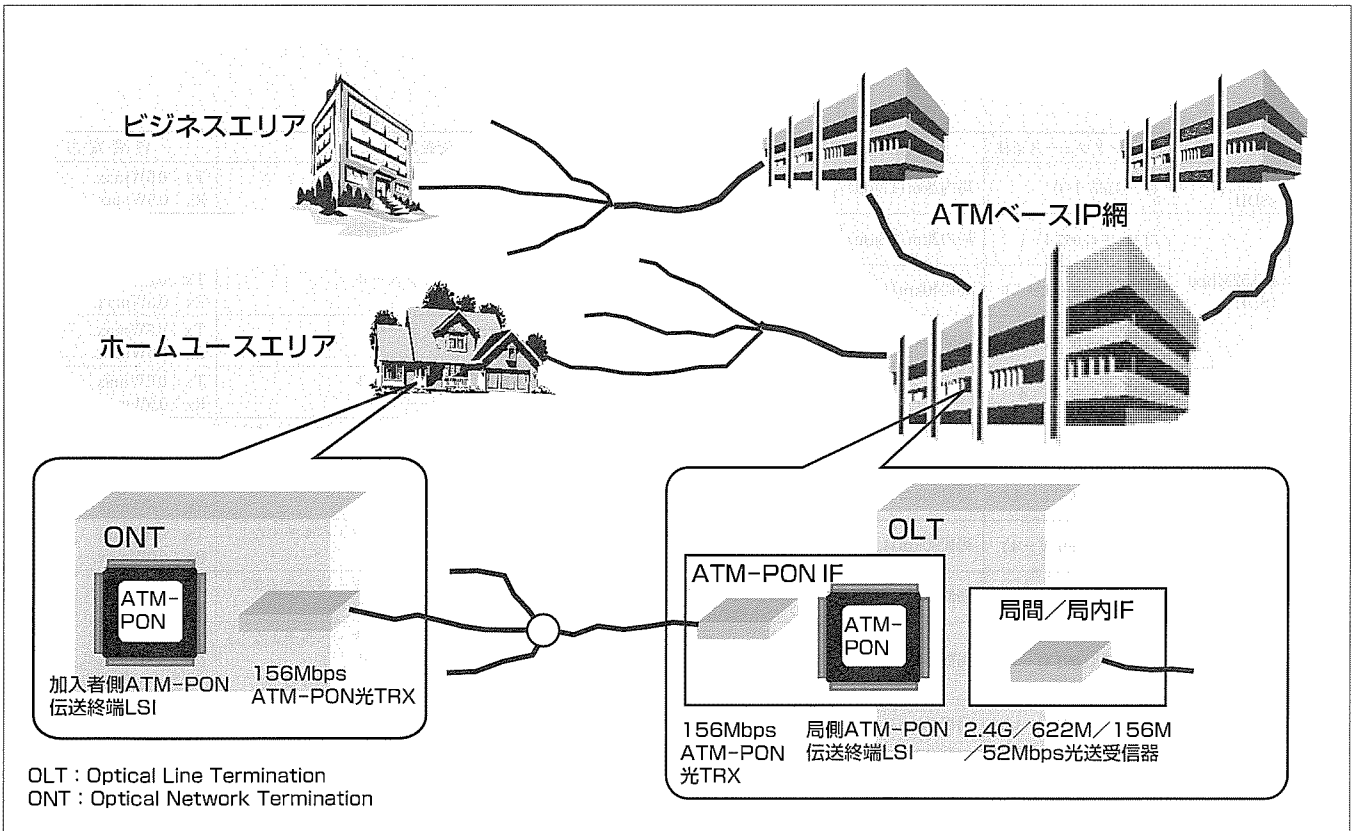 ビジネスエリア
ATMベースIP網
ホームユースエリア
ONT
ATM-
PON
加入者側ATM-PON
伝送終端LSI
156Mbps
ATM-PON光TRX
OLT
ATM-PON IF
ATM-
PON
局間／局内IF
156Mbps
ATM-PON
光TRX
局側ATM-PON
伝送終端LSI
2.4G／622M／156M
／52Mbps光送受信器
OLT：Optical Line Termination
ONT：Optical Network Termination